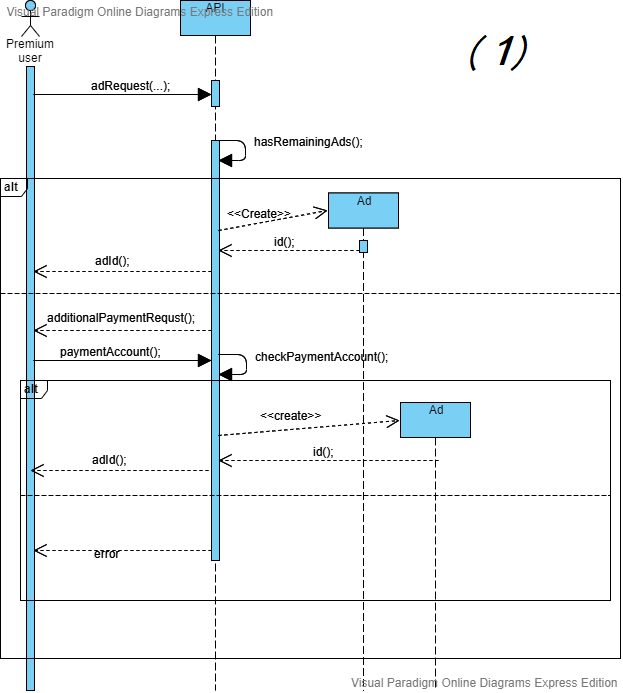 Visual Paradigm Online Diagrams Express Edition
API
(1)
Premium
user
adRequest(...);
hasRemainingAds();
alt
Ad
<<Create>>
id();
adId();
additionalPaymentRequst();
paymentAccount();
checkPaymentAccount();
alt
Ad
<<create>>
id();
adId();
error
Visual Paradigm Online Diagrams Express Edition